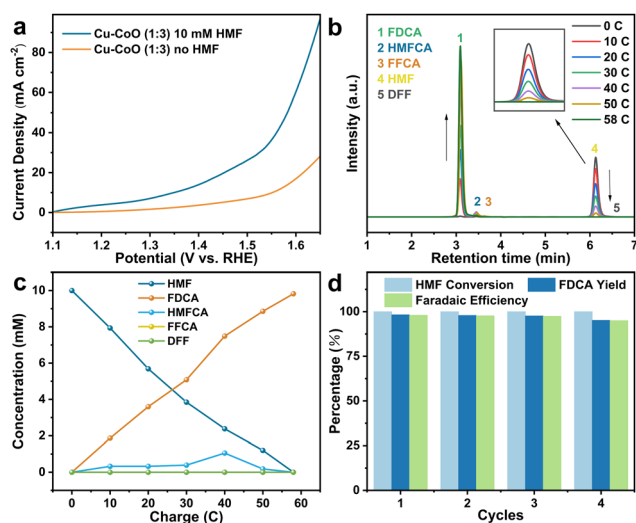 a
Cu-CoO (1:3) 10 mM HMF
Cu-CoO (1:3) no HMF
Current Density (mA cm⁻²)
80
60
40
20
0
1.1 1.2 1.3 1.4 1.5 1.6
Potential (V vs. RHE)
b
1 FDCA
2 HMFCA
3 FFCA
4 HMF
5 DFF
1
2 3
4
5
0 C
10 C
20 C
30 C
40 C
50 C
58 C
Intensity (a.u.)
1 2 3 4 5 6 7
Retention time (min)
c
HMF
FDCA
HMFCA
FFCA
DFF
Concentration (mM)
10
8
6
4
2
0
0 10 20 30 40 50 60
Charge (C)
d
HMF Conversion FDCA Yield
Faradaic Efficiency
Percentage (%)
100
75
50
25
0
1 2 3 4
Cycles